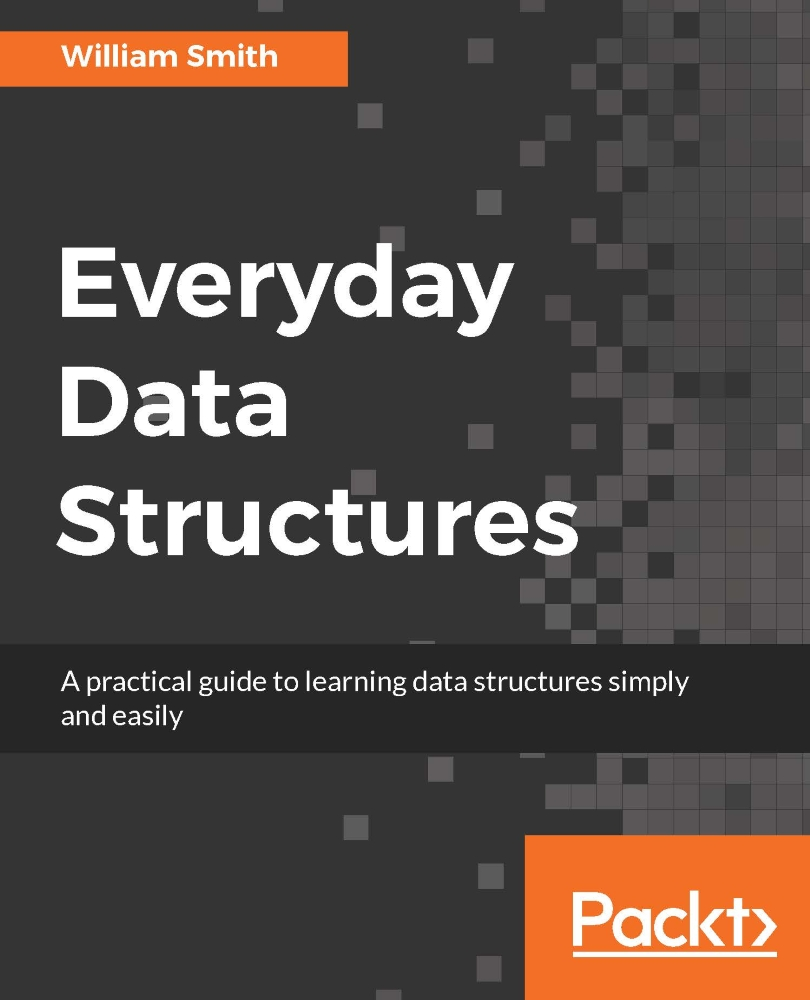 William Smith
Everyday
Data
Structures
A practical guide to learning data structures simply
and easily
Packt>